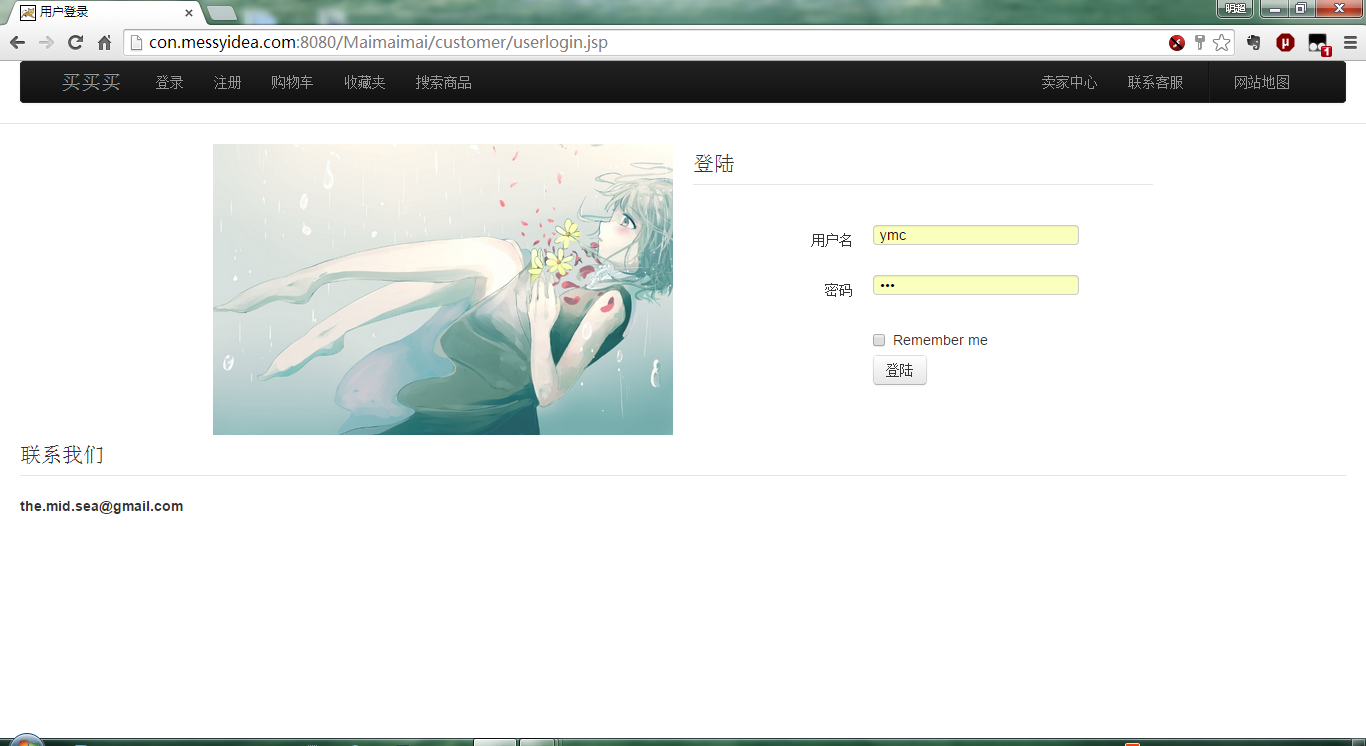 用户登录
明超
con.messyidea.com:8080/Maimaimai/customer/userlogin.jsp
1
买买买 登录 注册 购物车 收藏夹 搜索商品 卖家中心 联系客服 网站地图
登陆
用户名 ymc
密码 •••
Remember me
登陆
联系我们
the.mid.sea@gmail.com